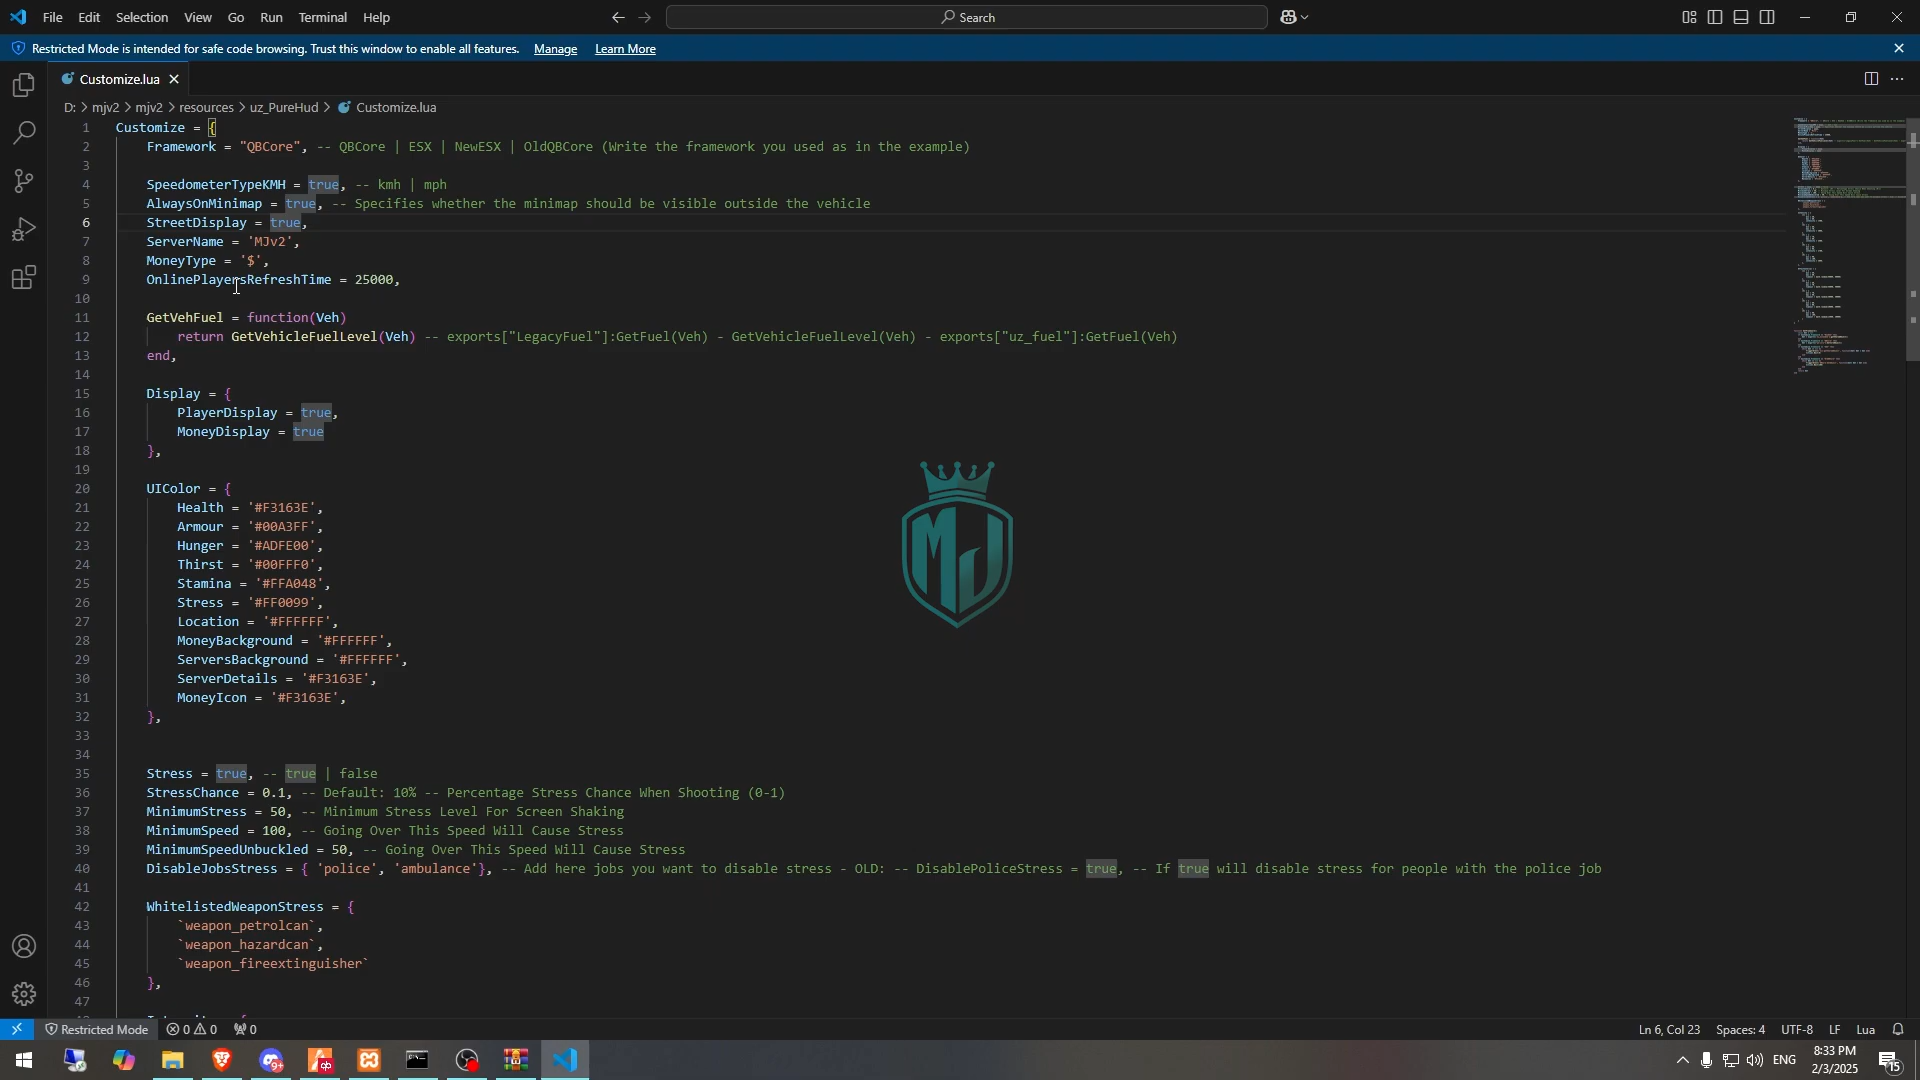 File Edit Selection View Go Run Terminal Help
Search
Restricted Mode is intended for safe code browsing. Trust this window to enable all features. Manage Learn More
Customize.lua
D: > mjv2 > mjv2 > resources > uz_PureHud > Customize.lua
1 Customize = {
2 Framework = "QBCore", -- QBCore | ESX | NewESX | OldQBCore (Write the framework you used as in the example)
3
4 SpeedometerTypeKMH = true, -- kmh | mph
5 AlwaysOnMinimap = true, -- Specifies whether the minimap should be visible outside the vehicle
6 StreetDisplay = true,
7 ServerName = 'MJv2',
8 MoneyType = '$',
9 OnlinePlayersRefreshTime = 25000,
10
11 GetVehFuel = function(Veh)
12 return GetVehicleFuelLevel(Veh) -- exports["LegacyFuel"]:GetFuel(Veh) - GetVehicleFuelLevel(Veh) - exports["uz_fuel"]:GetFuel(Veh)
13 end,
14
15 Display = {
16 PlayerDisplay = true,
17 MoneyDisplay = true
18 },
19
20 UIColor = {
21 Health = '#F3163E',
22 Armour = '#00A3FF',
23 Hunger = '#ADFE00',
24 Thirst = '#00FFF0',
25 Stamina = '#FFA048',
26 Stress = '#FF0099',
27 Location = '#FFFFFF',
28 MoneyBackground = '#FFFFFF',
29 ServersBackground = '#FFFFFF',
30 ServerDetails = '#F3163E',
31 MoneyIcon = '#F3163E',
32 },
33
34
35 Stress = true, -- true | false
36 StressChance = 0.1, -- Default: 10% -- Percentage Stress Chance When Shooting (0-1)
37 MinimumStress = 50, -- Minimum Stress Level For Screen Shaking
38 MinimumSpeed = 100, -- Going Over This Speed Will Cause Stress
39 MinimumSpeedUnbuckled = 50, -- Going Over This Speed Will Cause Stress
40 DisableJobsStress = { 'police', 'ambulance'}, -- Add here jobs you want to disable stress - OLD: -- DisablePoliceStress = true, -- If true will disable stress for people with the police job
41
42 WhitelistedWeaponStress = {
43 `weapon_petrolcan`,
44 `weapon_hazardcan`,
45 `weapon_fireextinguisher`
46 },
47
MJ
Restricted Mode 0 0 0 Ln 6, Col 23 Spaces: 4 UTF-8 LF Lua
9+ ENG 8:33 PM
2/3/2025 15